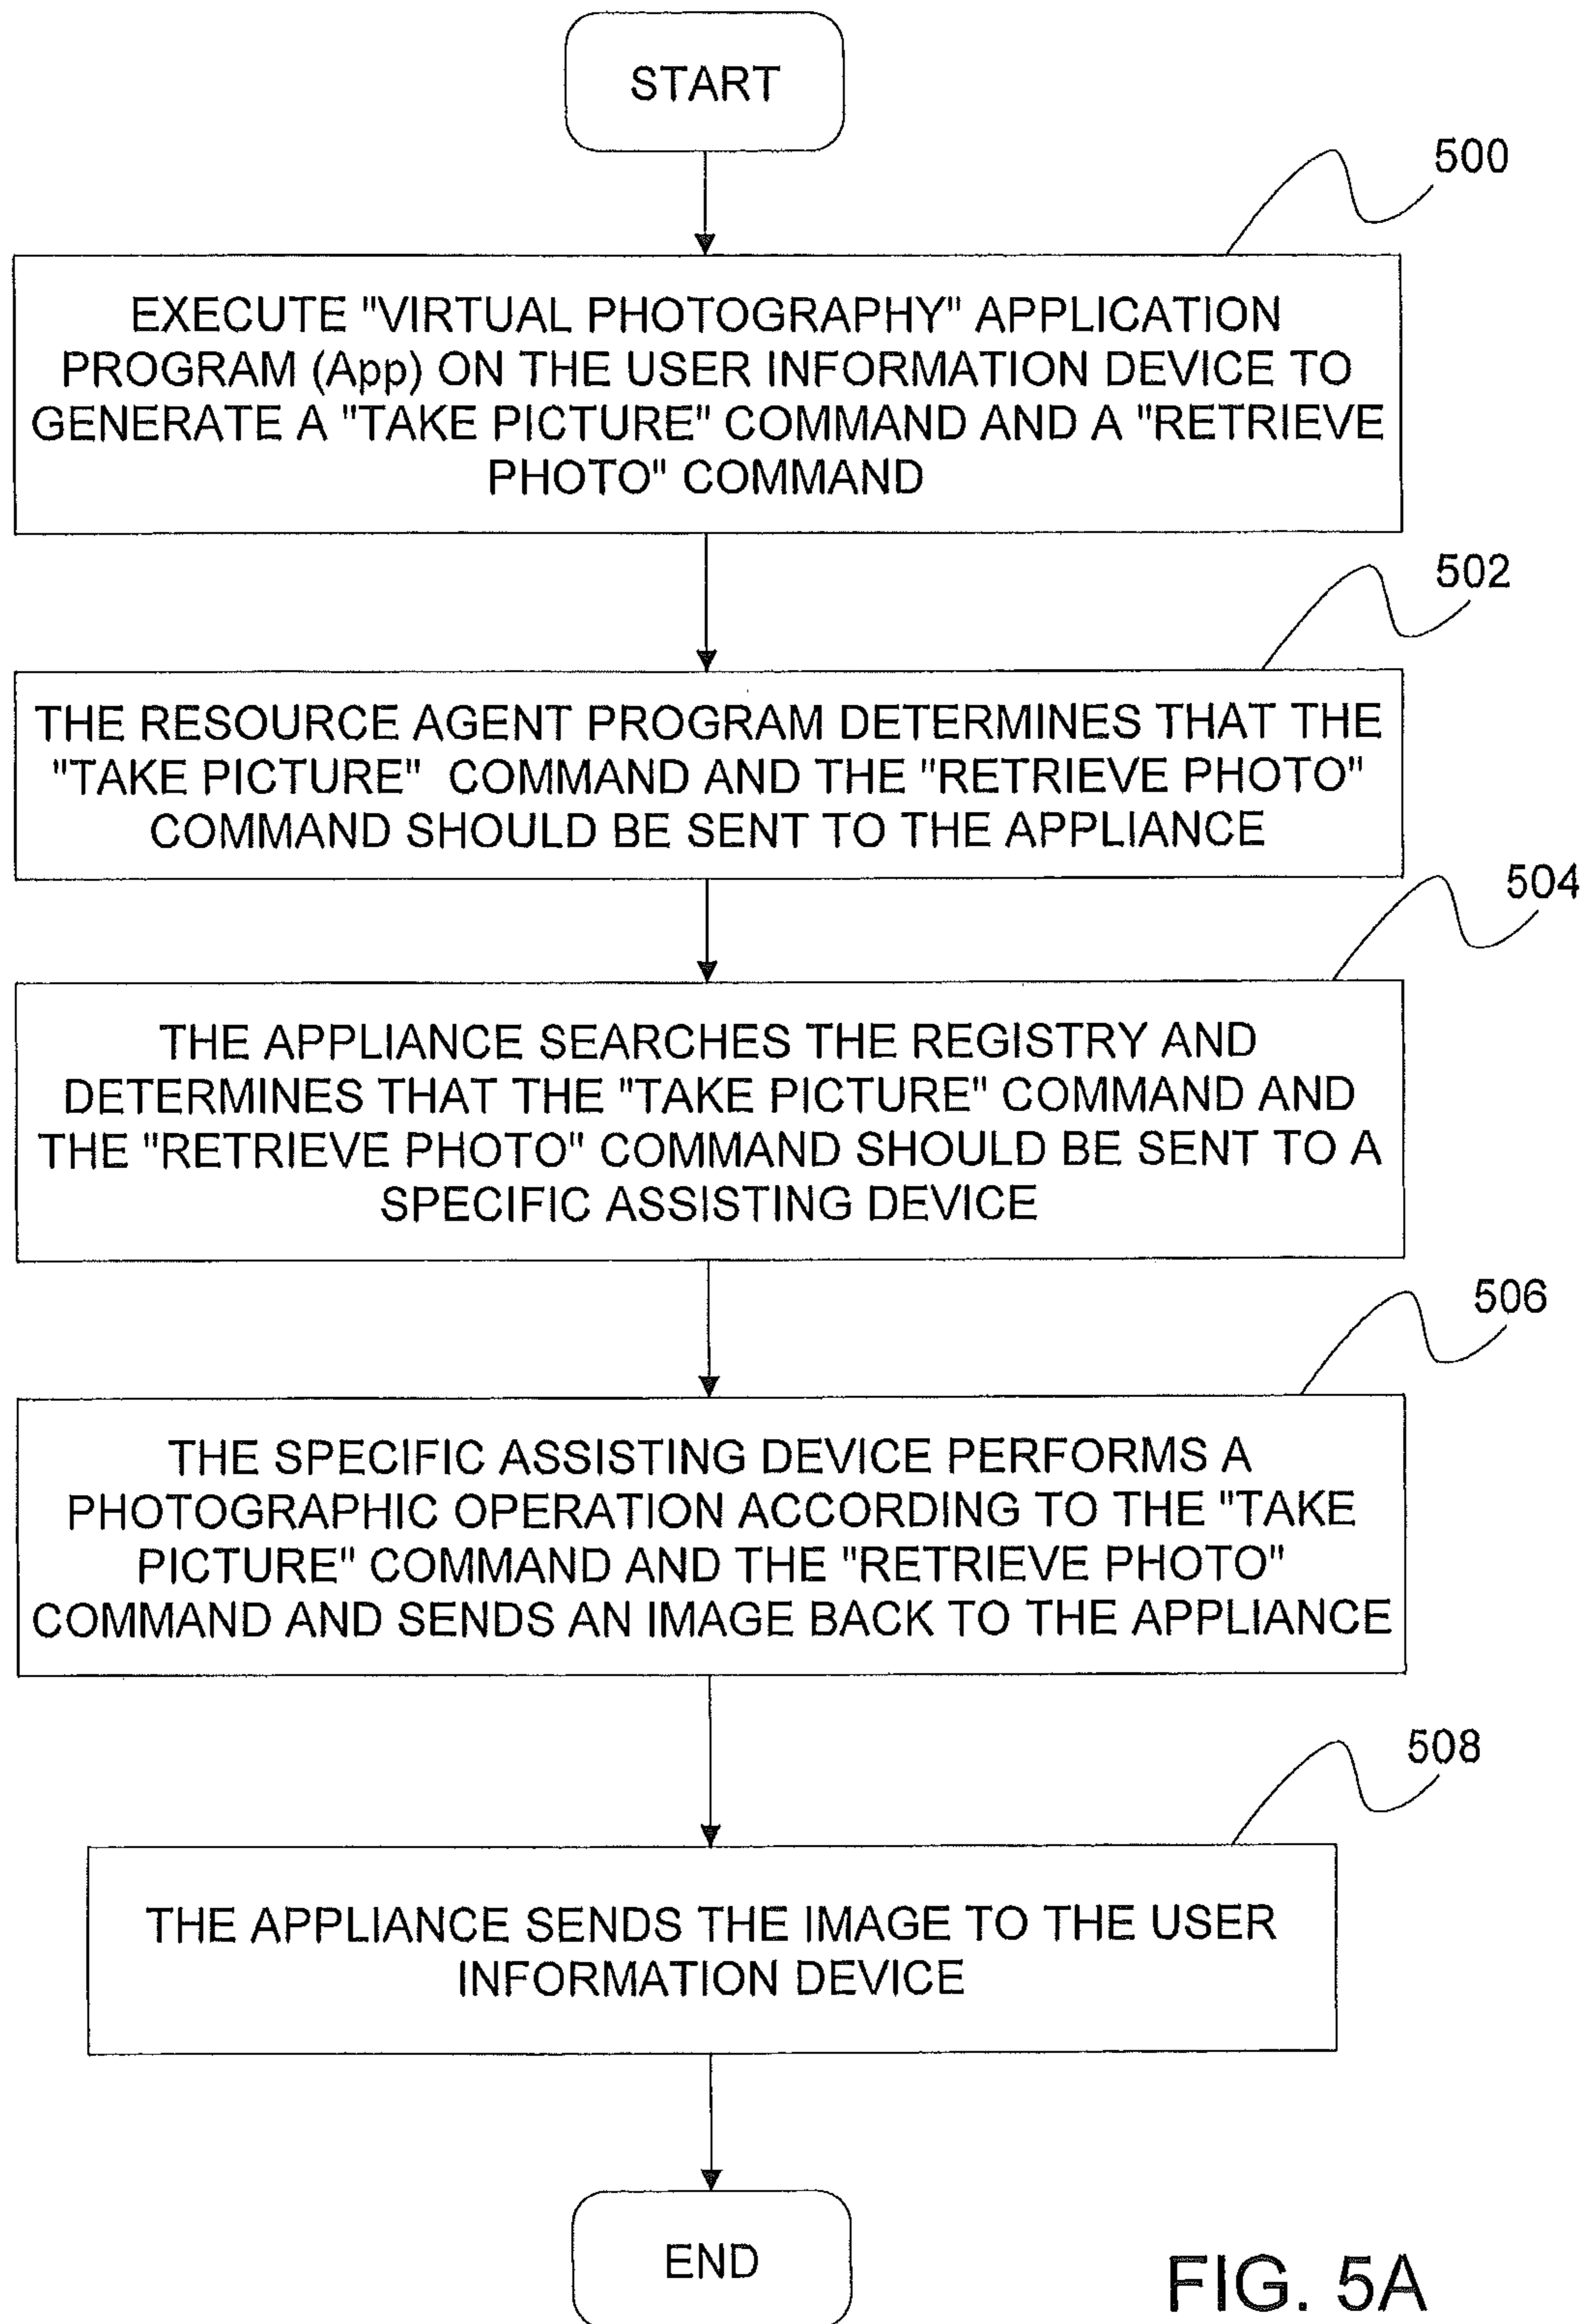 START
500
EXECUTE "VIRTUAL PHOTOGRAPHY" APPLICATION
PROGRAM (App) ON THE USER INFORMATION DEVICE TO
GENERATE A "TAKE PICTURE" COMMAND AND A "RETRIEVE
PHOTO" COMMAND
502
THE RESOURCE AGENT PROGRAM DETERMINES THAT THE
"TAKE PICTURE" COMMAND AND THE "RETRIEVE PHOTO"
COMMAND SHOULD BE SENT TO THE APPLIANCE
504
THE APPLIANCE SEARCHES THE REGISTRY AND
DETERMINES THAT THE "TAKE PICTURE" COMMAND AND
THE "RETRIEVE PHOTO" COMMAND SHOULD BE SENT TO A
SPECIFIC ASSISTING DEVICE
506
THE SPECIFIC ASSISTING DEVICE PERFORMS A
PHOTOGRAPHIC OPERATION ACCORDING TO THE "TAKE
PICTURE" COMMAND AND THE "RETRIEVE PHOTO"
COMMAND AND SENDS AN IMAGE BACK TO THE APPLIANCE
508
THE APPLIANCE SENDS THE IMAGE TO THE USER
INFORMATION DEVICE
END
FIG. 5A